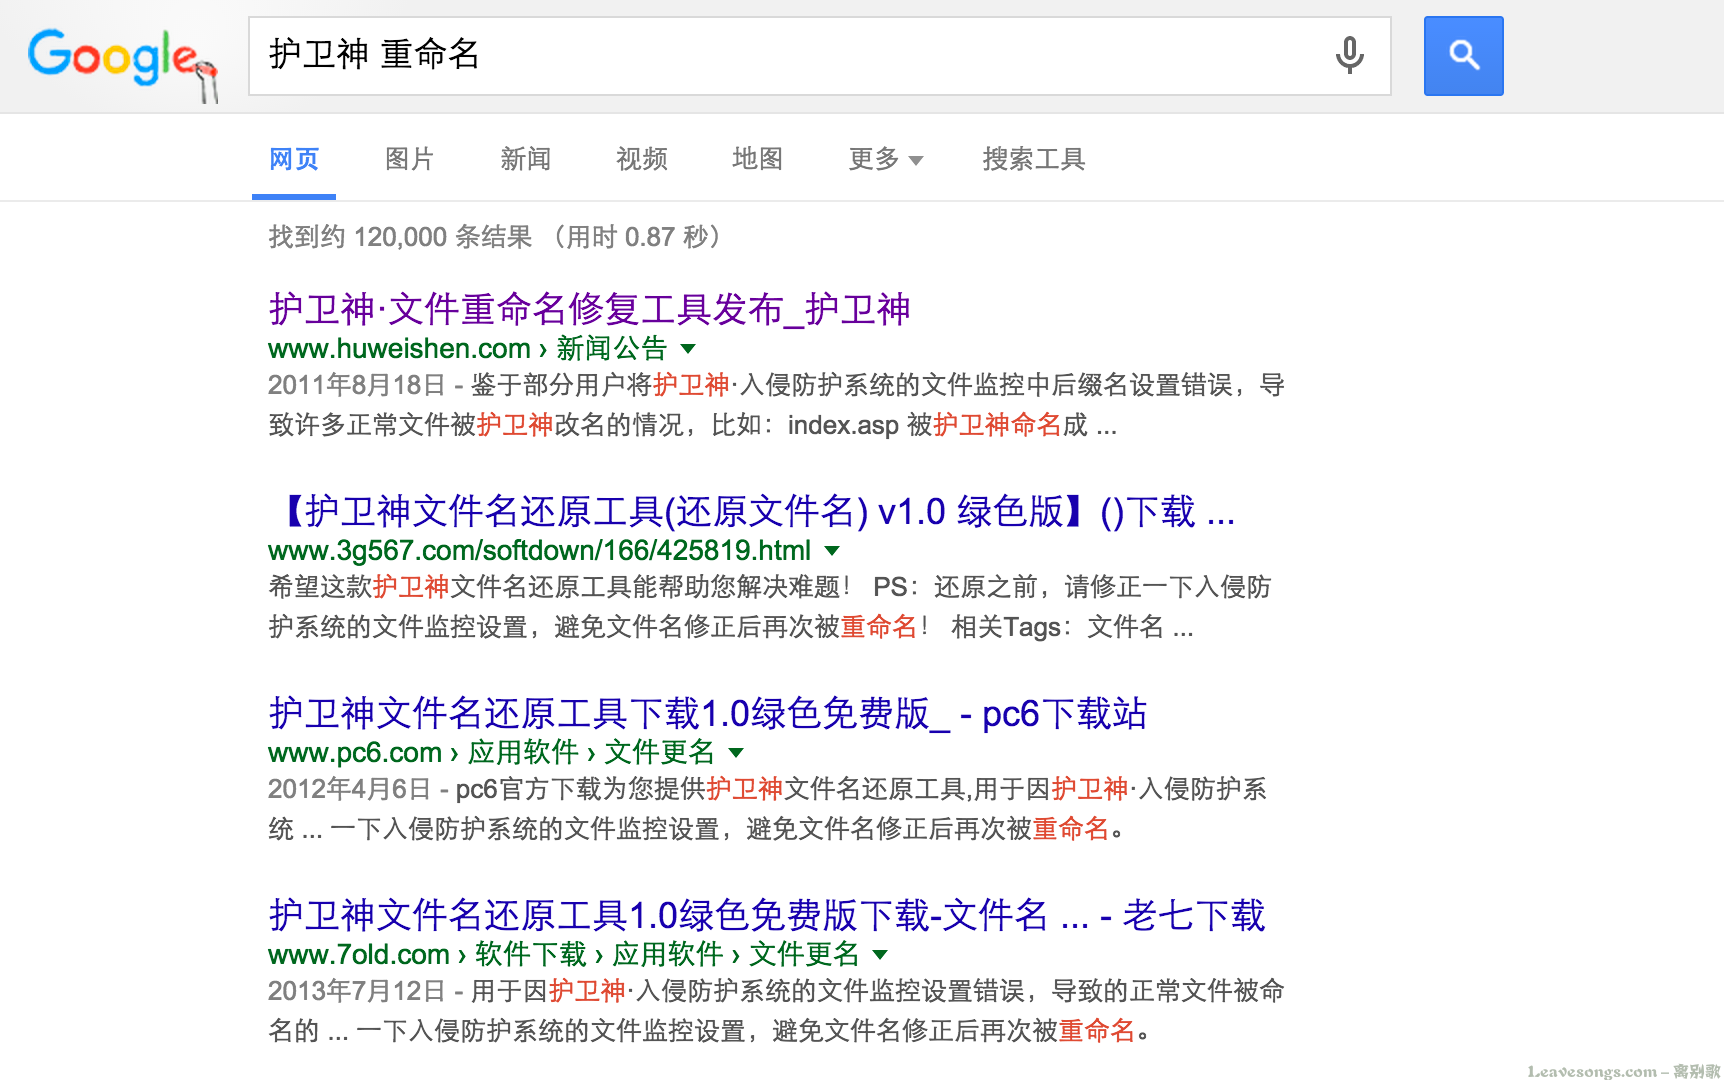 Google
护卫神 重命名
网页 图片 新闻 视频 地图 更多 搜索工具
找到约 120,000 条结果 （用时 0.87 秒）
护卫神·文件重命名修复工具发布_护卫神
www.huweishen.com › 新闻公告
2011年8月18日 - 鉴于部分用户将护卫神·入侵防护系统的文件监控中后缀名设置错误，导
致许多正常文件被护卫神改名的情况，比如：index.asp 被护卫神命名成 ...
【护卫神文件名还原工具(还原文件名) v1.0 绿色版】()下载 ...
www.3g567.com/softdown/166/425819.html
希望这款护卫神文件名还原工具能帮助您解决难题！ PS：还原之前，请修正一下入侵防
护系统的文件监控设置，避免文件名修正后再次被重命名！ 相关Tags：文件名 ...
护卫神文件名还原工具下载1.0绿色免费版_ - pc6下载站
www.pc6.com › 应用软件 › 文件更名
2012年4月6日 - pc6官方下载为您提供护卫神文件名还原工具,用于因护卫神·入侵防护系
统 ... 一下入侵防护系统的文件监控设置，避免文件名修正后再次被重命名。
护卫神文件名还原工具1.0绿色免费版下载-文件名 ... - 老七下载
www.7old.com › 软件下载 › 应用软件 › 文件更名
2013年7月12日 - 用于因护卫神·入侵防护系统的文件监控设置错误，导致的正常文件被命
名的 ... 一下入侵防护系统的文件监控设置，避免文件名修正后再次被重命名。
Leavesongs.com – 离别歌